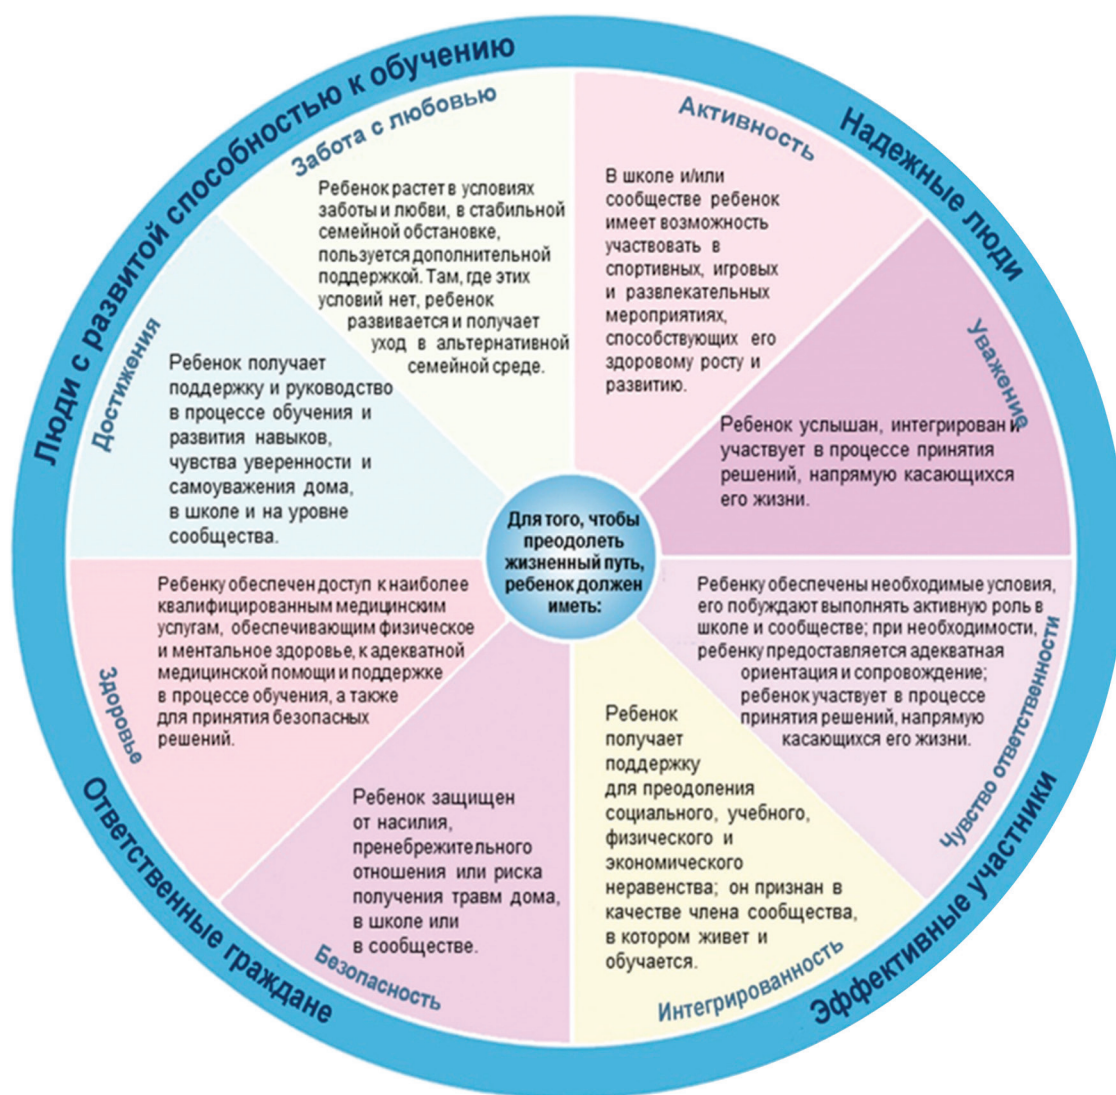 Люди с развитой способностью к обучению
Надежные люди
Забота с любовью
Ребенок растет в условиях
заботы и любви, в стабильной
семейной обстановке,
пользуется дополнительной
поддержкой. Там, где этих
условий нет, ребенок
развивается и получает
уход в альтернативной
семейной среде.
Активность
В школе и/или
сообществе ребенок
имеет возможность
участвовать в
спортивных, игровых
и развлекательных
мероприятиях,
способствующих его
здоровому росту и
развитию.
Достижения
Ребенок получает
поддержку и руководство
в процессе обучения и
развития навыков,
чувства уверенности и
самоуважения дома,
в школе и на уровне
сообщества.
Уважение
Ребенок услышан, интегрирован и
участвует в процессе принятия
решений, напрямую касающихся
его жизни.
Для того, чтобы
преодолеть
жизненный путь,
ребенок должен
иметь:
Здоровье
Ребенку обеспечен доступ к наиболее
квалифицированным медицинским
услугам, обеспечивающим физическое
и ментальное здоровье, к адекватной
медицинской помощи и поддержке
в процессе обучения, а также
для принятия безопасных
решений.
Ребенку обеспечены необходимые условия,
его побуждают выполнять активную роль в
школе и сообществе; при необходимости,
ребенку предоставляется адекватная
ориентация и сопровождение;
ребенок участвует в процессе
принятия решений, напрямую
касающихся его жизни.
Чувство ответственности
Ребенок защищен
от насилия,
пренебрежительного
отношения или риска
получения травм дома,
в школе или
в сообществе.
Безопасность
Ребенок
получает
поддержку
для преодоления
социального, учебного,
физического и
экономического
неравенства; он признан в
качестве члена сообщества,
в котором живет и
обучается.
Интегрированность
Ответственные граждане
Эффективные участники